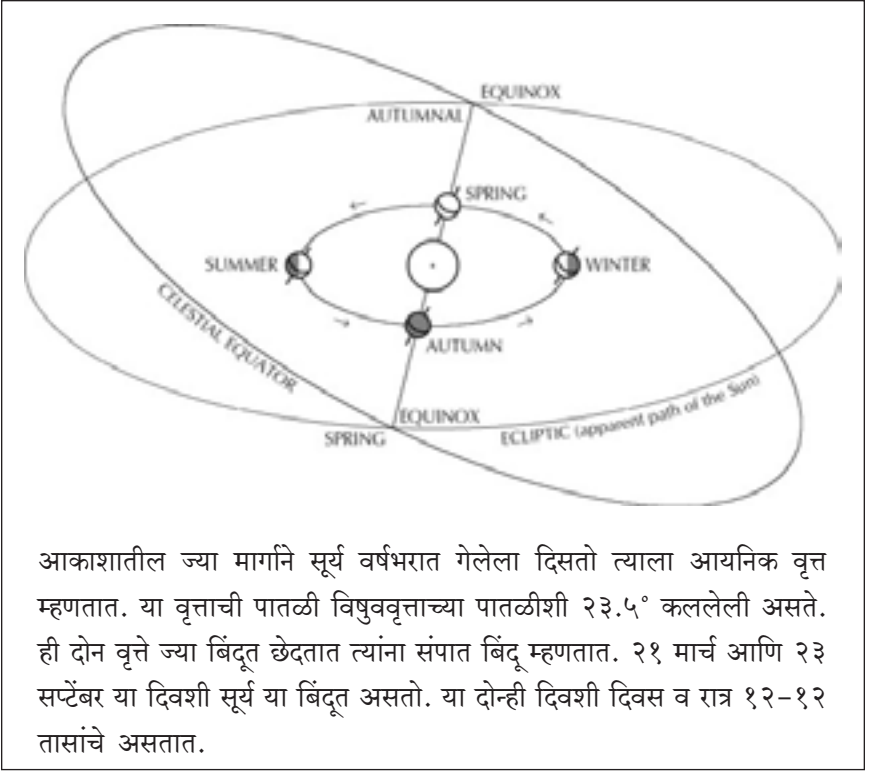 EQUINOX
AUTUMNAL
SPRING
SUMMER
WINTER
CELESTIAL EQUATOR
AUTUMN
EQUINOX
SPRING
ECLIPTIC (apparent path of the Sun)
आकाशातील ज्या मार्गाने सूर्य वर्षभरात गेलेला दिसतो त्याला आयनिक वृत्त
म्हणतात. या वृत्ताची पातळी विषुववृत्ताच्या पातळीशी २३.५° कललेली असते.
ही दोन वृत्ते ज्या बिंदूत छेदतात त्यांना संपात बिंदू म्हणतात. २१ मार्च आणि २३
सप्टेंबर या दिवशी सूर्य या बिंदूत असतो. या दोन्ही दिवशी दिवस व रात्र १२–१२
तासांचे असतात.